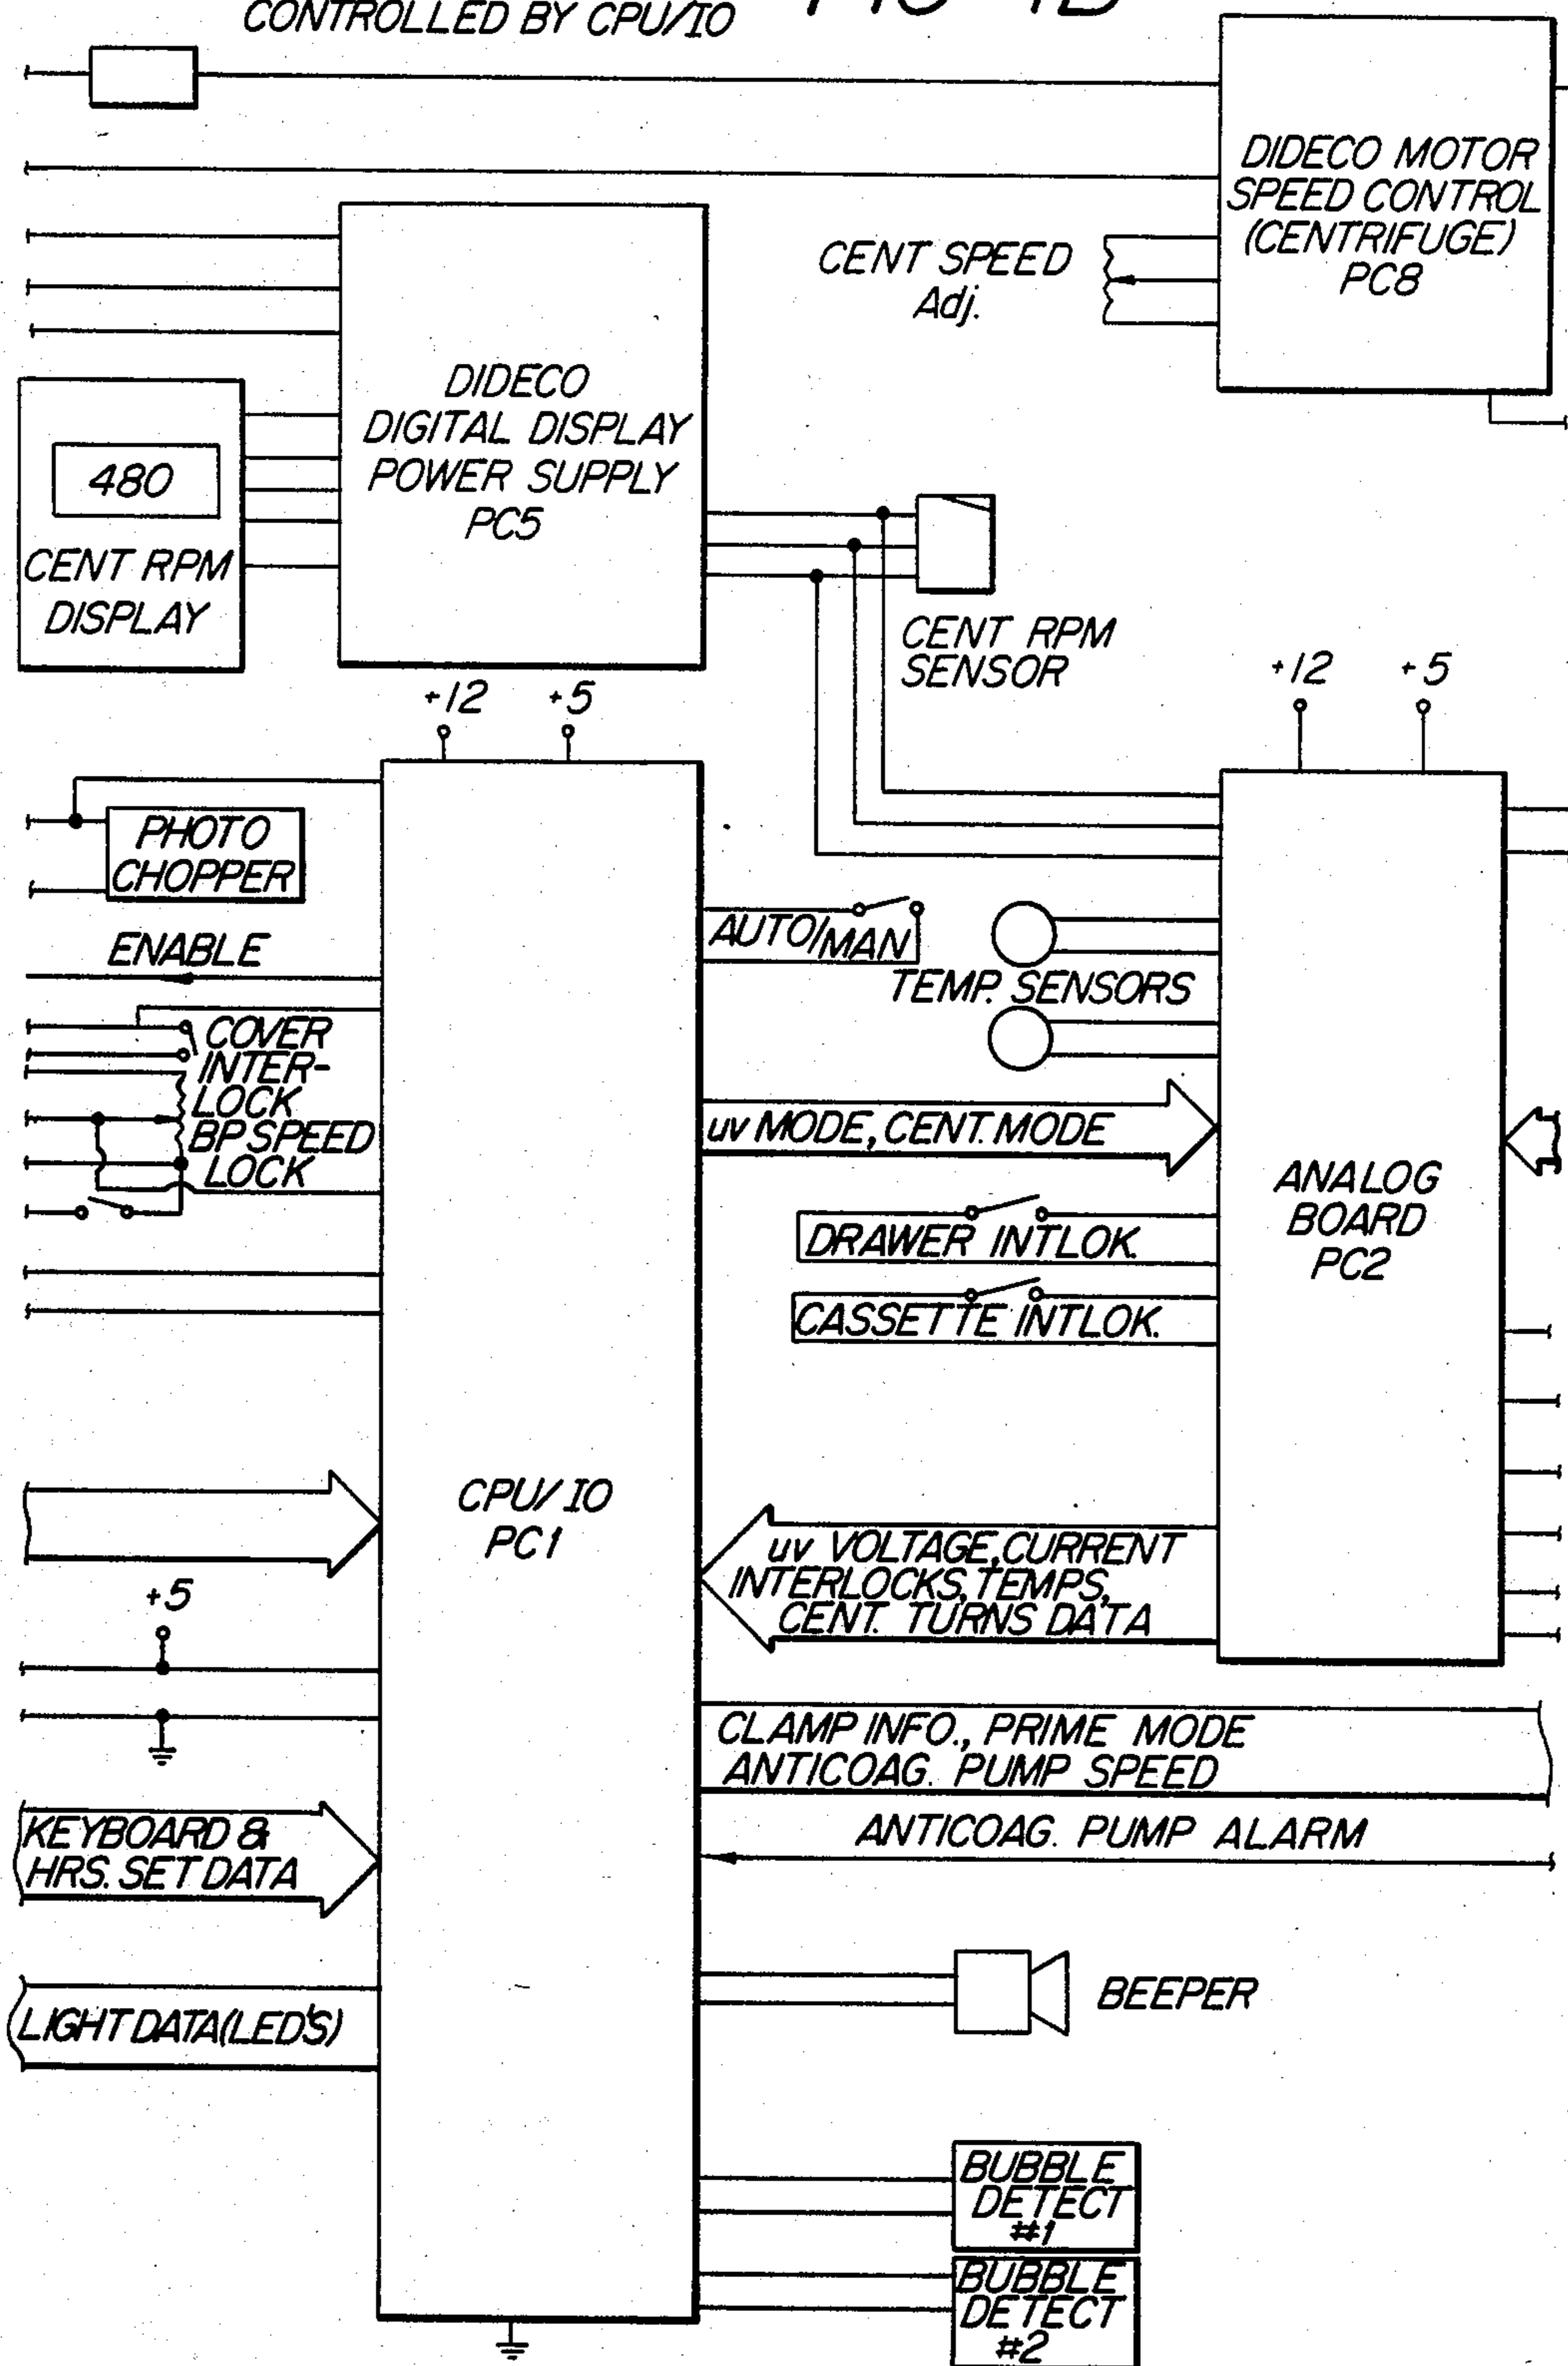 CONTROLLED BY CPU/IO
DIDECO MOTOR
SPEED CONTROL
(CENTRIFUGE)
PC8
CENT SPEED
Adj.
DIDECO
DIGITAL DISPLAY
POWER SUPPLY
PC5
480
CENT RPM
DISPLAY
CENT RPM
SENSOR
+12 +5
+12 +5
PHOTO
CHOPPER
ENABLE
AUTO/MAN
TEMP. SENSORS
COVER
INTER-
LOCK
BP SPEED
LOCK
uv MODE, CENT. MODE
ANALOG
BOARD
PC2
DRAWER INTLOK.
CASSETTE INTLOK.
CPU/IO
PC1
uv VOLTAGE, CURRENT
INTERLOCKS, TEMPS,
CENT. TURNS DATA
+5
CLAMP INFO., PRIME MODE
ANTICOAG. PUMP SPEED
KEYBOARD &
HRS. SET DATA
ANTICOAG. PUMP ALARM
BEEPER
LIGHT DATA (LED'S)
BUBBLE
DETECT
#1
BUBBLE
DETECT
#2